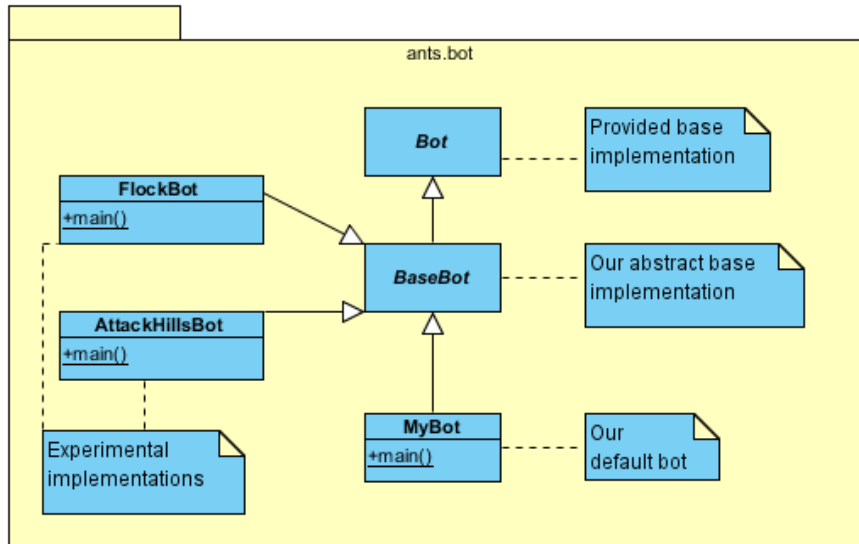 ants.bot
Bot
Provided base
implementation
FlockBot
+main()
BaseBot
Our abstract base
implementation
AttackHillsBot
+main()
MyBot
+main()
Our
default bot
Experimental
implementations